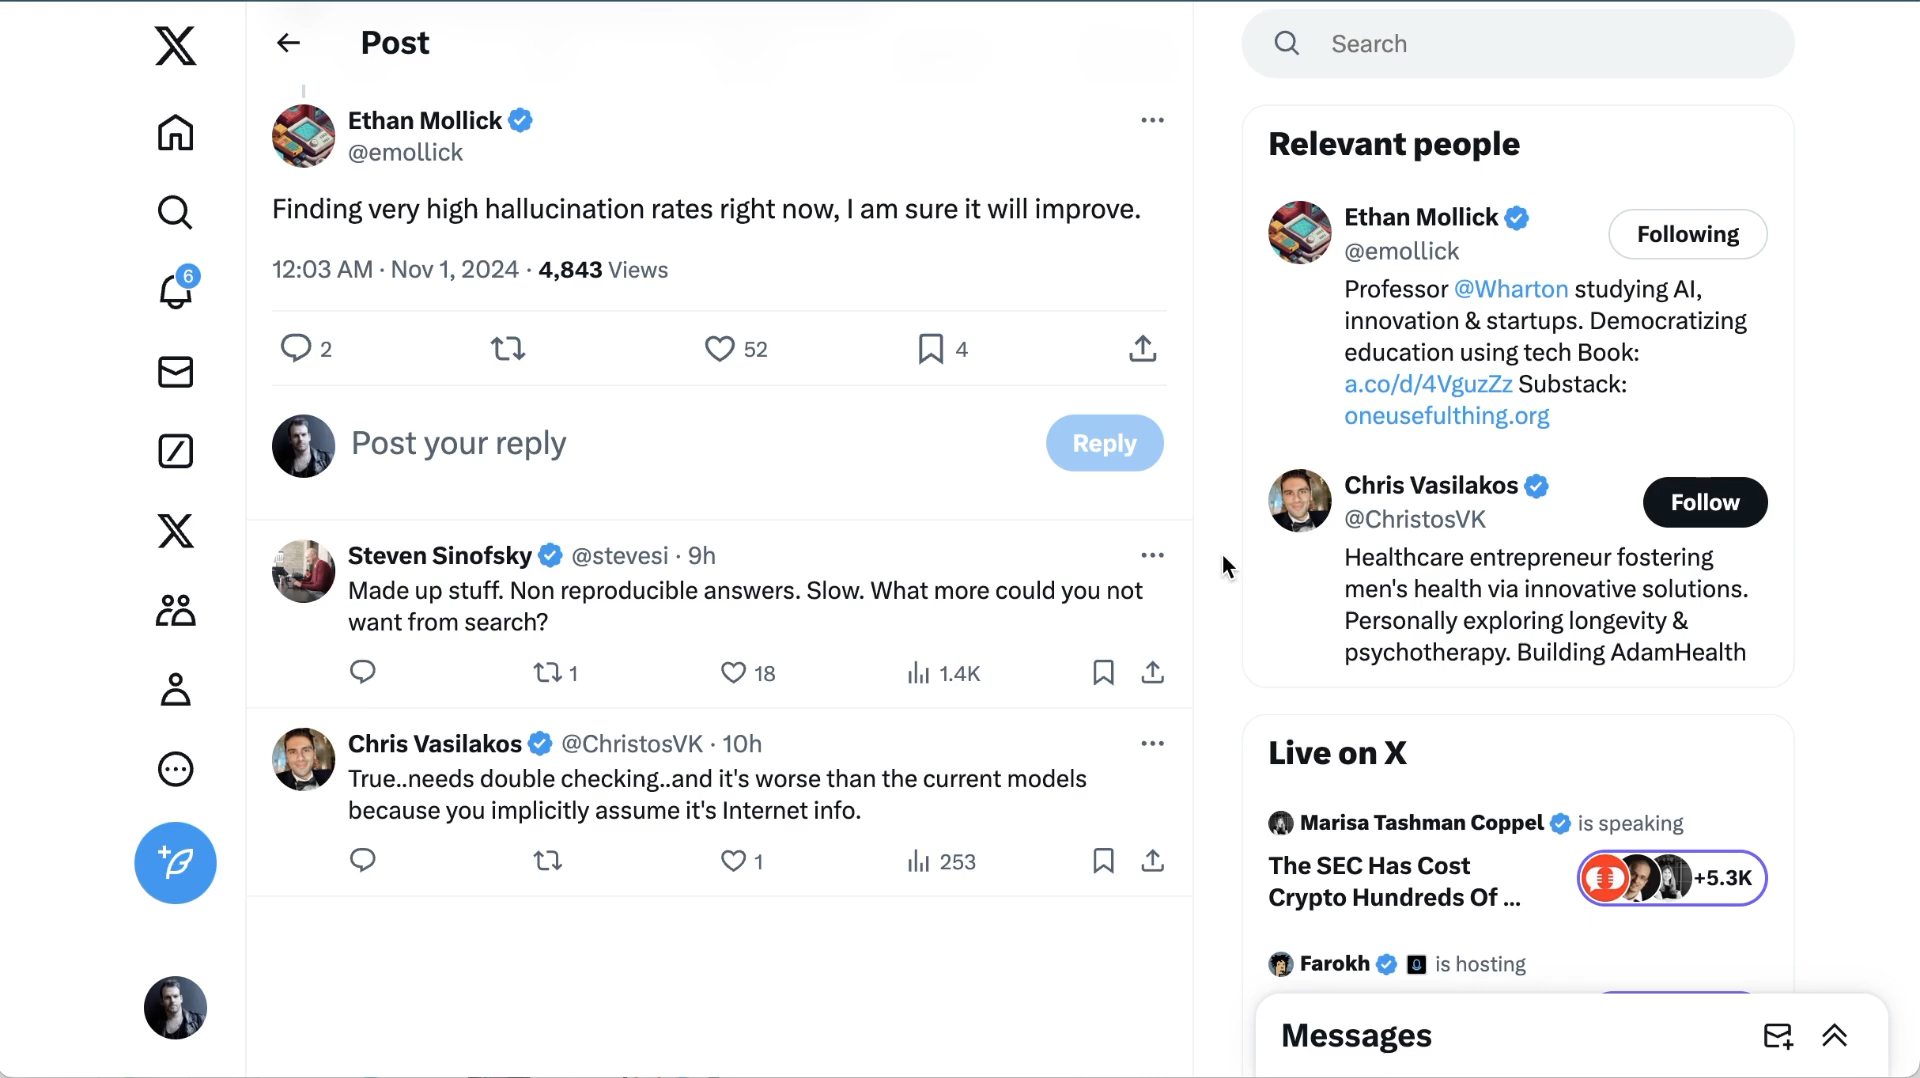 Post
Search
Ethan Mollick
@emollick
Finding very high hallucination rates right now, I am sure it will improve.
12:03 AM · Nov 1, 2024 · 4,843 Views
2
52
4
Post your reply
Reply
Steven Sinofsky @stevesi · 9h
Made up stuff. Non reproducible answers. Slow. What more could you not
want from search?
1
18
1.4K
Chris Vasilakos @ChristosVK · 10h
True..needs double checking..and it's worse than the current models
because you implicitly assume it's Internet info.
1
253
6
Relevant people
Ethan Mollick
@emollick
Following
Professor @Wharton studying AI,
innovation & startups. Democratizing
education using tech Book:
a.co/d/4VguzZz Substack:
oneusefulthing.org
Chris Vasilakos
@ChristosVK
Follow
Healthcare entrepreneur fostering
men's health via innovative solutions.
Personally exploring longevity &
psychotherapy. Building AdamHealth
Live on X
Marisa Tashman Coppel is speaking
The SEC Has Cost
Crypto Hundreds Of ...
+5.3K
Farokh is hosting
Messages